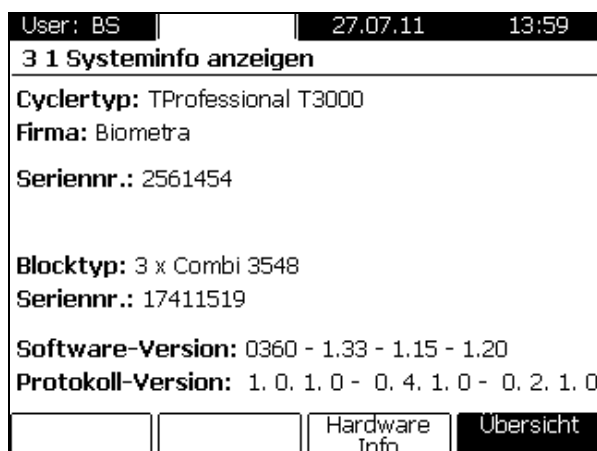 User: BS 27.07.11 13:59
3 1 Systeminfo anzeigen
Cyclertyp: TProfessional T3000
Firma: Biometra
Seriennr.: 2561454
Blocktyp: 3 x Combi 3548
Seriennr.: 17411519
Software-Version: 0360 - 1.33 - 1.15 - 1.20
Protokoll-Version: 1. 0. 1. 0 - 0. 4. 1. 0 - 0. 2. 1. 0
Hardware Übersicht
Info